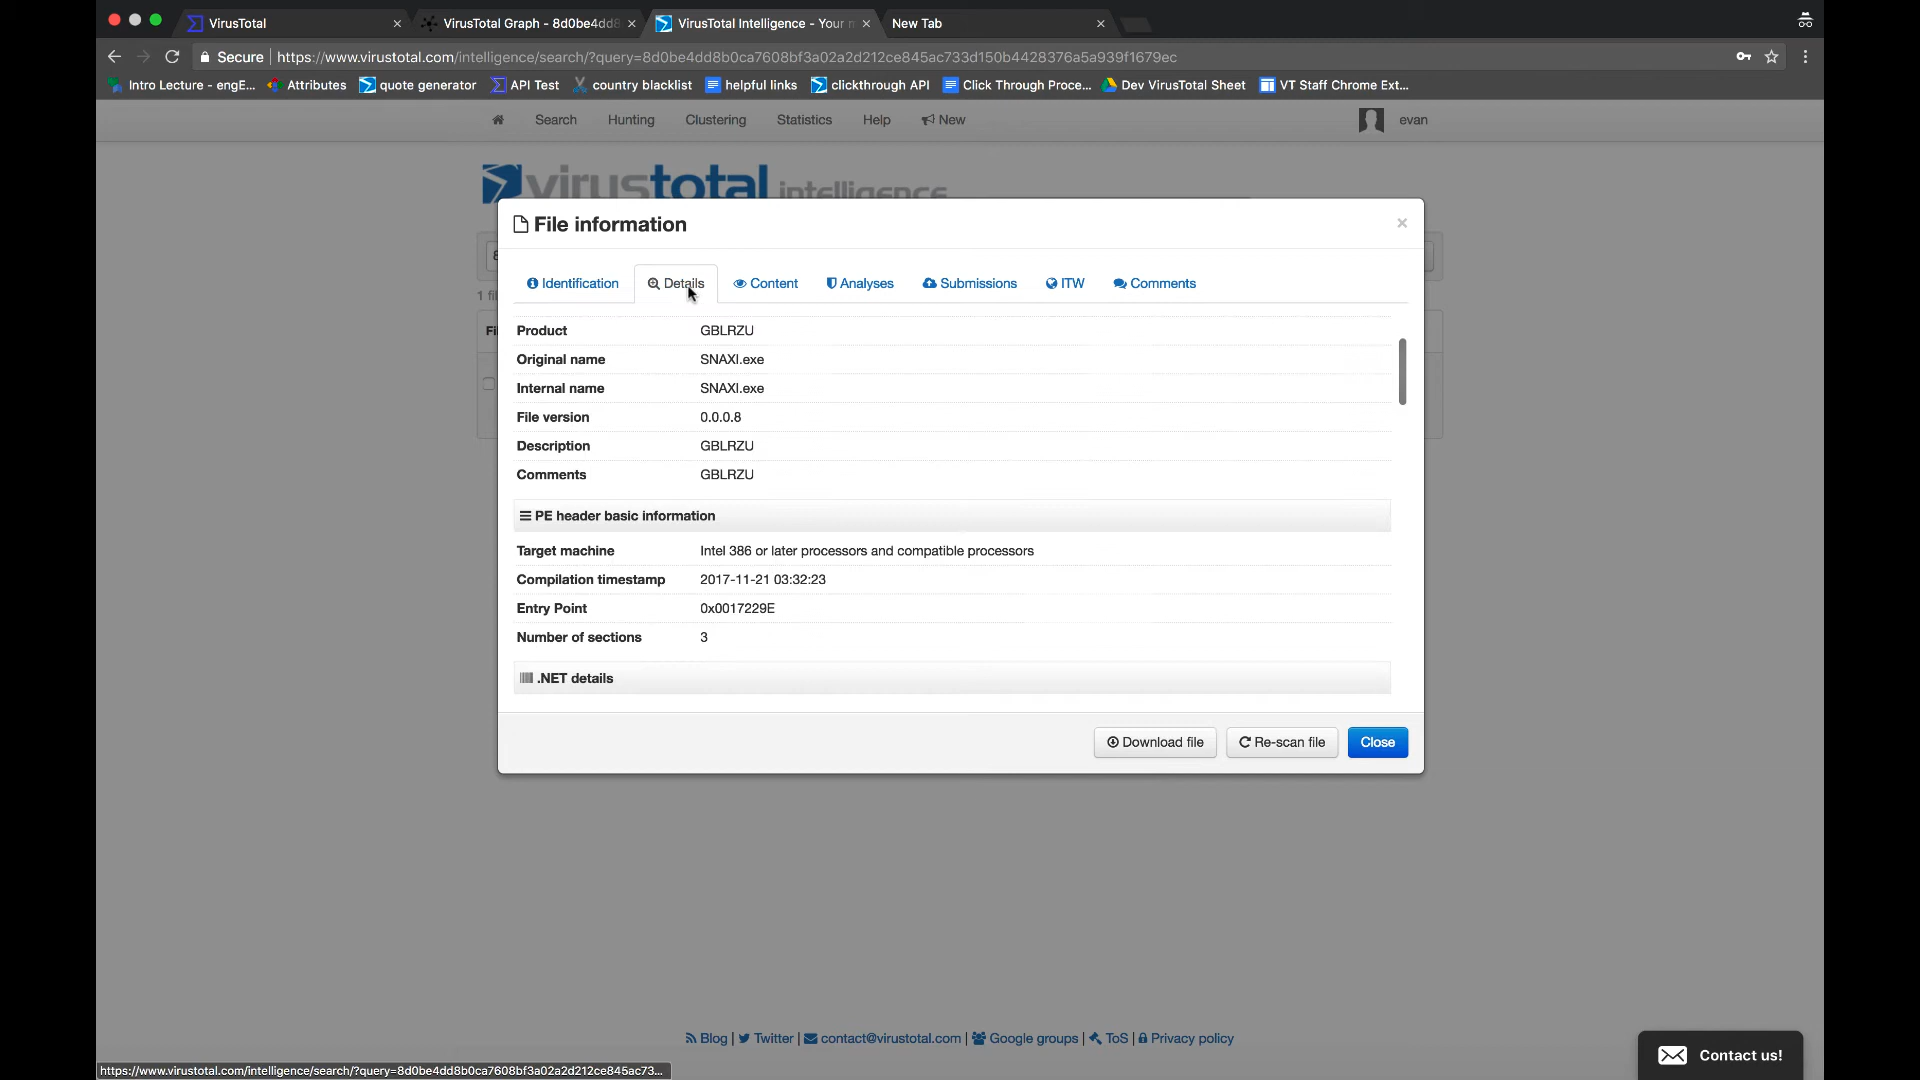 VirusTotal
VirusTotal Graph - 8d0be4dd8
VirusTotal Intelligence - Your
New Tab
Secure https://www.virustotal.com/intelligence/search/?query=8d0be4dd8b0ca7608bf3a02a2d212ce845ac733d150b4428376a5a939f1679ec
Intro Lecture - engE... Attributes quote generator API Test country blacklist helpful links clickthrough API Click Through Proce... Dev VirusTotal Sheet VT Staff Chrome Ext...
Search Hunting Clustering Statistics Help New evan
virustotal intelligence
File information
Identification Details Content Analyses Submissions ITW Comments
1
Product GBLRZU
Original name SNAXI.exe
Internal name SNAXI.exe
File version 0.0.0.8
Description GBLRZU
Comments GBLRZU
PE header basic information
Target machine Intel 386 or later processors and compatible processors
Compilation timestamp 2017-11-21 03:32:23
Entry Point 0x0017229E
Number of sections 3
.NET details
Download file Re-scan file Close
Blog | Twitter | contact@virustotal.com | Google groups | ToS | Privacy policy
Contact us!
https://www.virustotal.com/intelligence/search/?query=8d0be4dd8b0ca7608bf3a02a2d212ce845ac73...